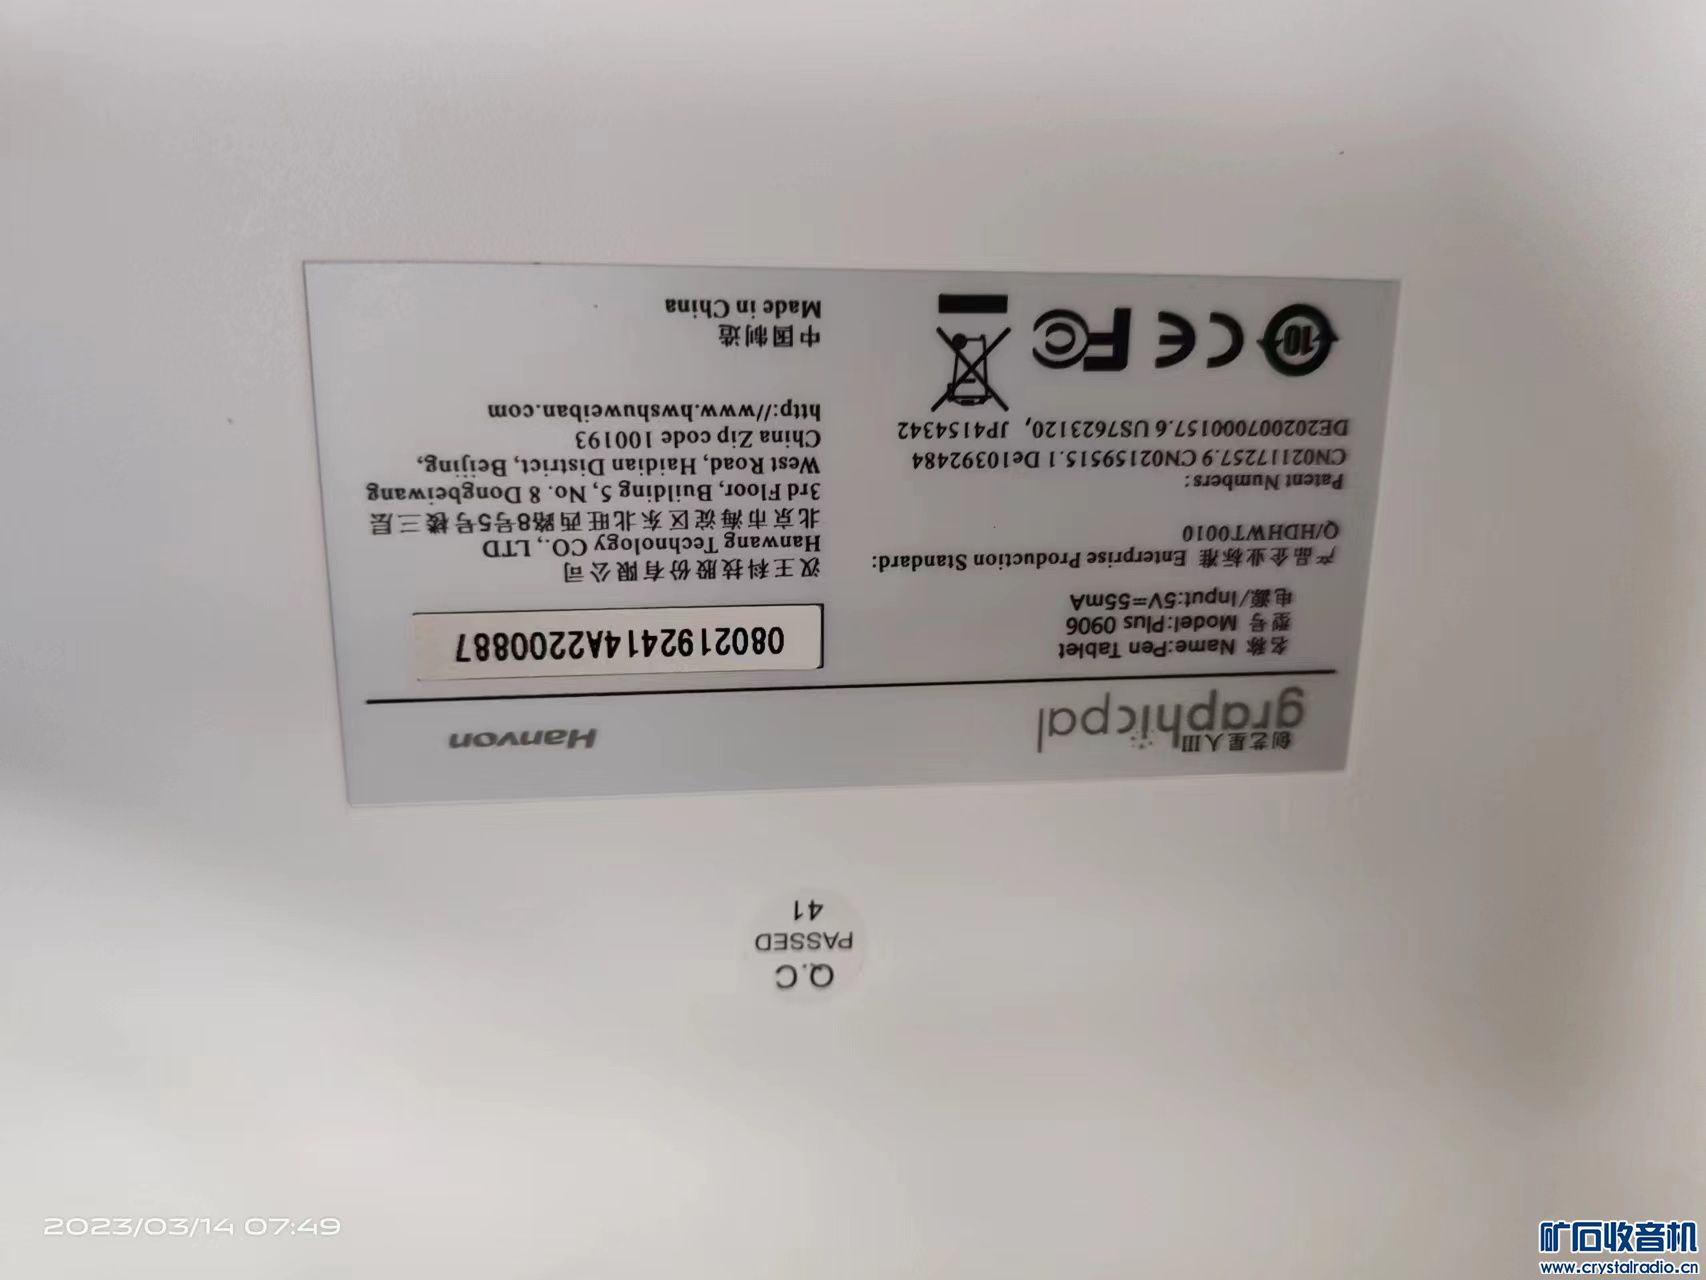 graphicpal
创艺星人III
Hanvon
名称 Name:Pen Tablet
型号 Model:Plus 0906
电源/Input:5V=55mA
产品企业标准 Enterprise Production Standard:
Q/HDHWT0010
Patent Numbers:
CN02117257.9 CN02159515.1 De10392484
DE202007000157.6 US7623120, JP4154342
10
CE
FC
0802192414A2200887
汉王科技股份有限公司
Hanwang Technology CO., LTD
北京市海淀区东北旺西路8号5号楼三层
3rd Floor, Building 5, No. 8 Dongbeiwang
West Road, Haidian District, Beijing,
China Zip code 100193
http://www.hwshuweiban.com
中国制造
Made in China
Q.C
PASSED
41
2023/03/14 07:49
矿石收音机
www.crystalradio.cn